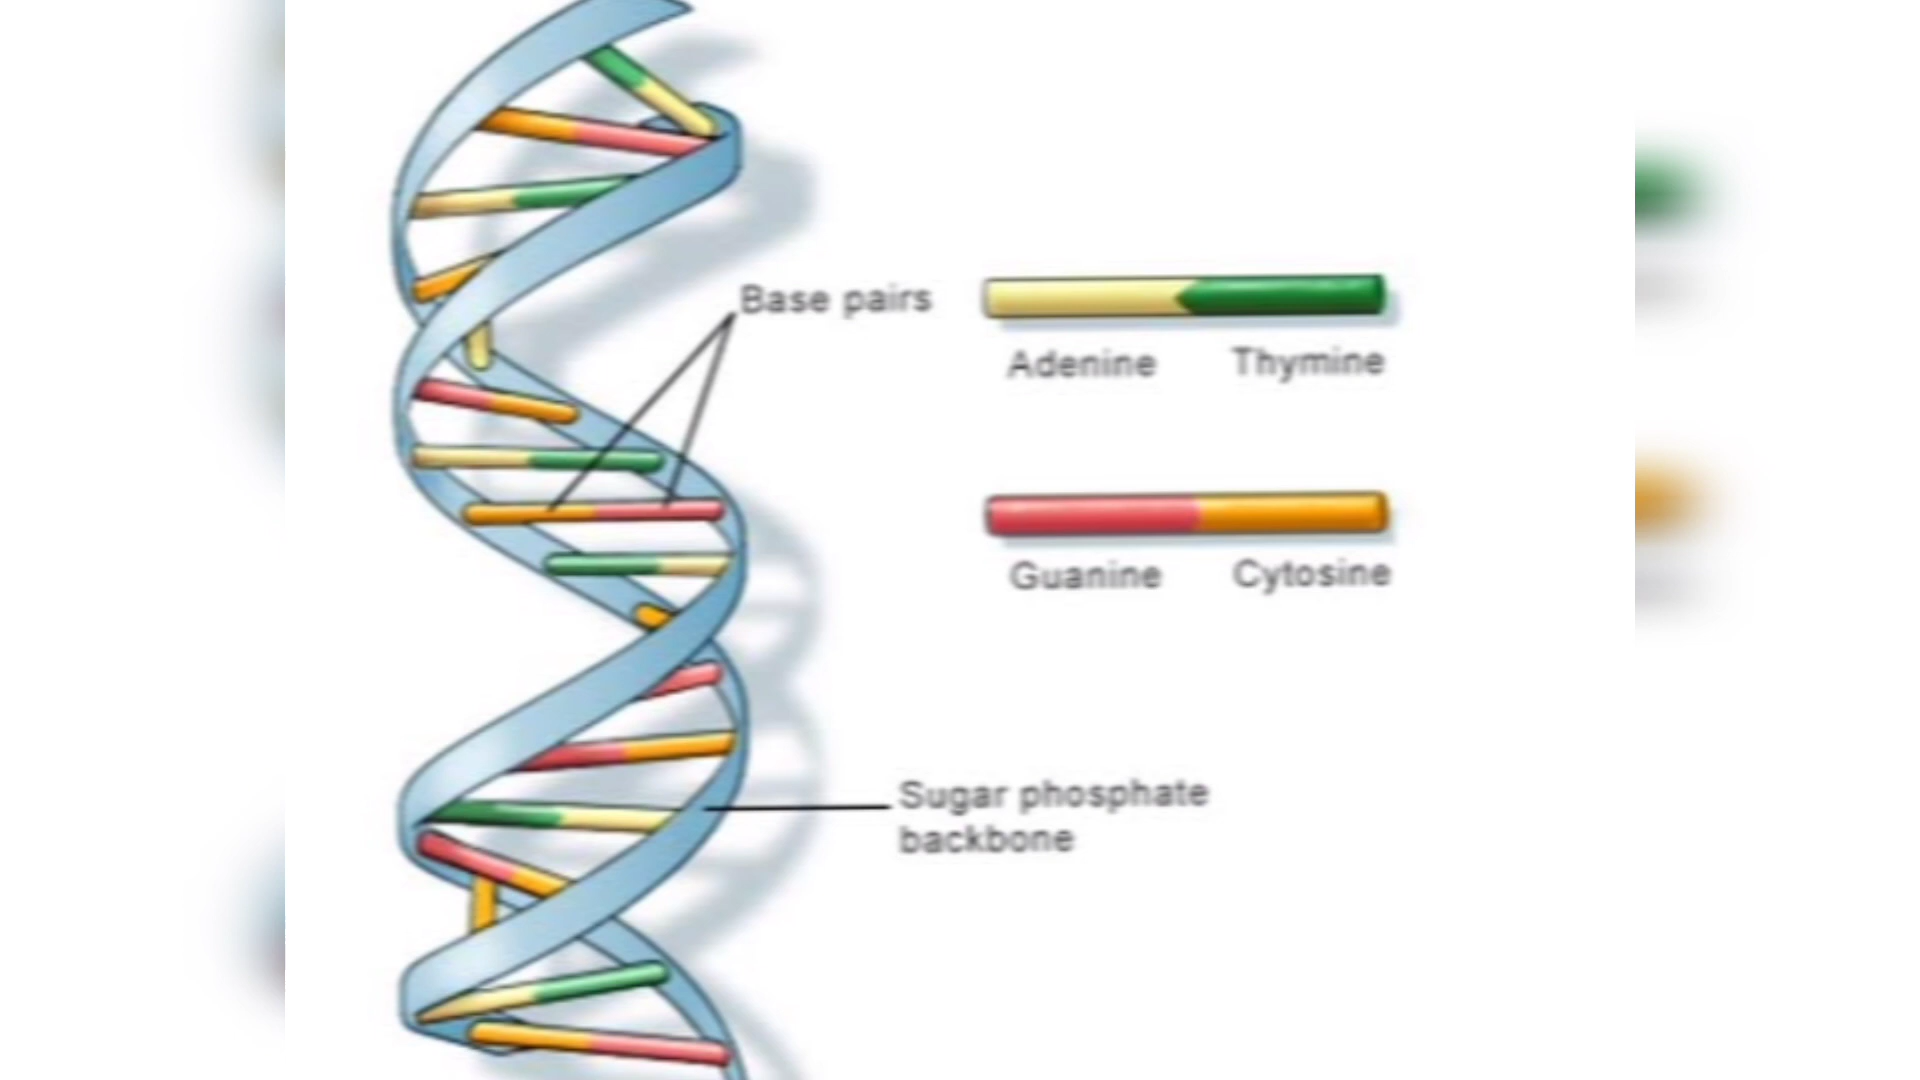 Base pairs
Adenine Thymine
Guanine Cytosine
Sugar phosphate
backbone